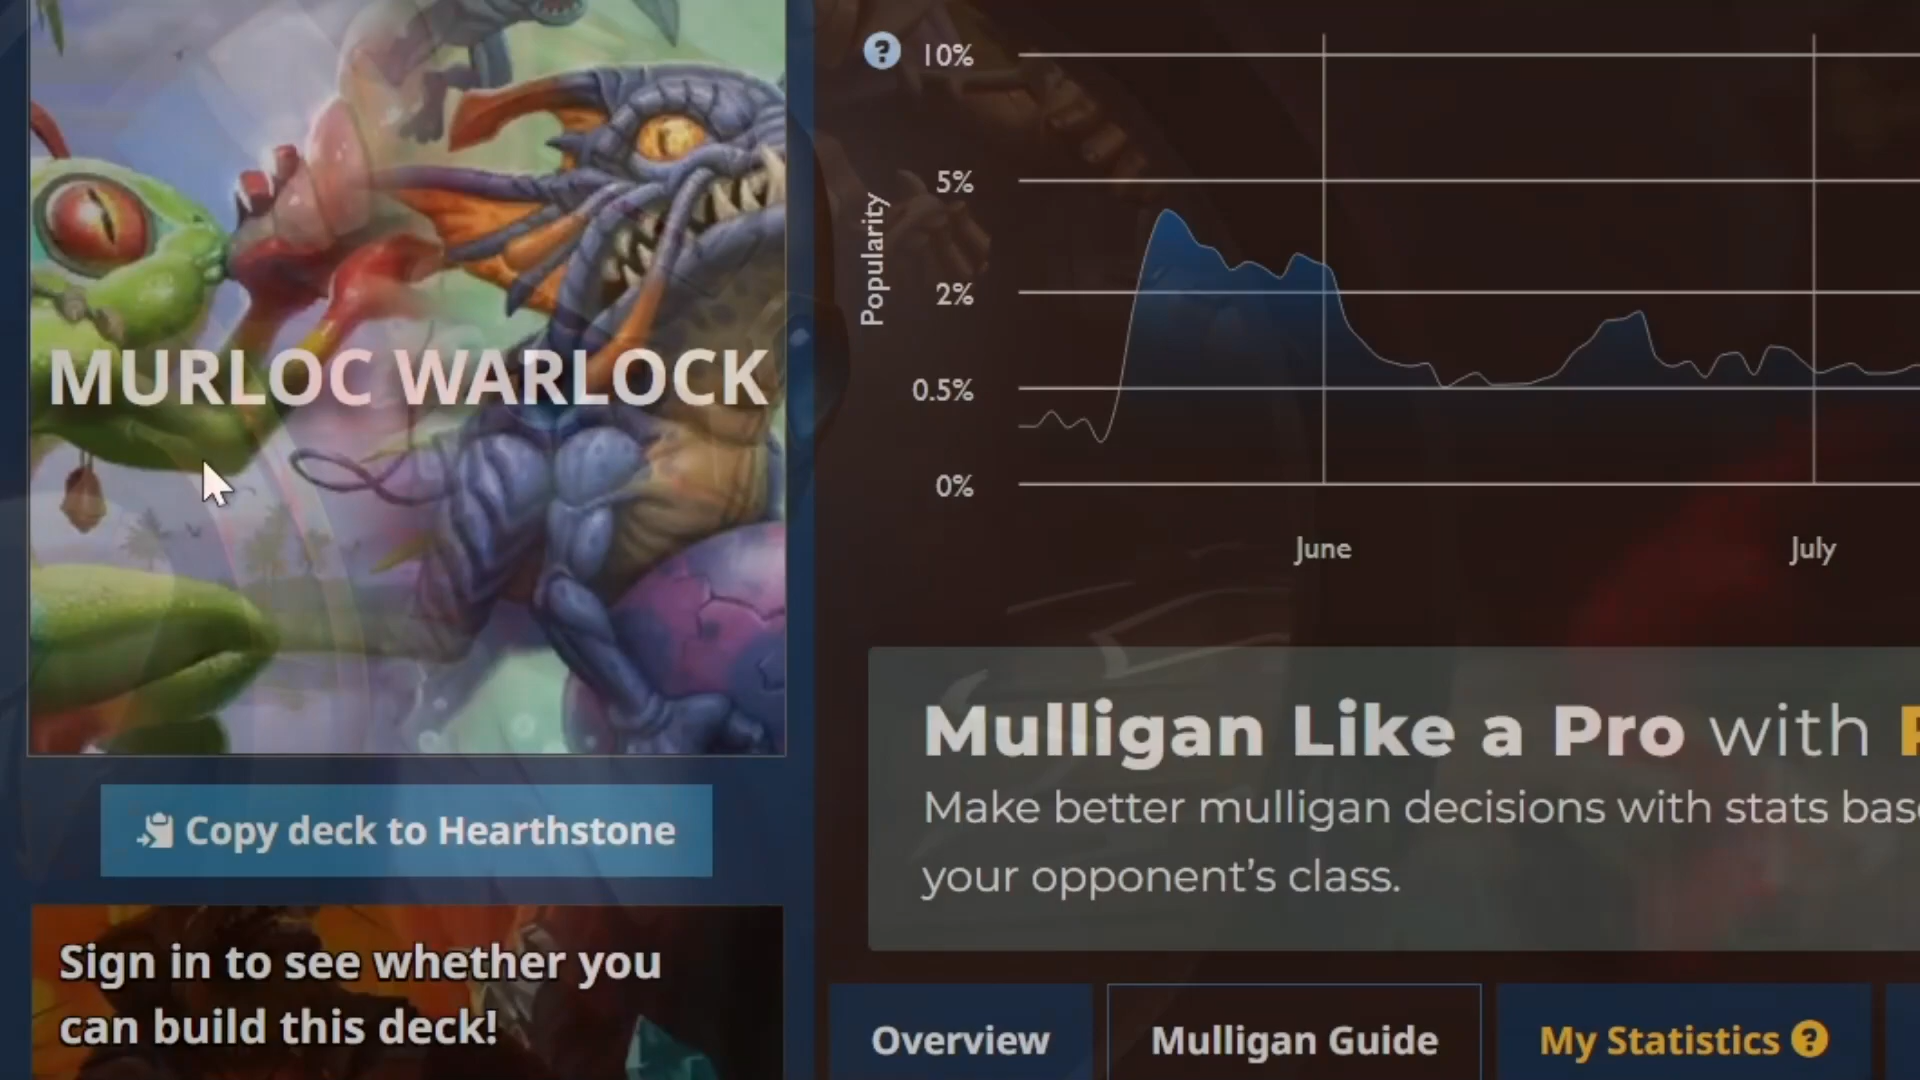 MURLOC WARLOCK
Copy deck to Hearthstone
Sign in to see whether you
can build this deck!
?
10%
5%
2%
0.5%
0%
Popularity
June
July
Mulligan Like a Pro with
Make better mulligan decisions with stats
your opponent's class.
Overview
Mulligan Guide
My Statistics ?